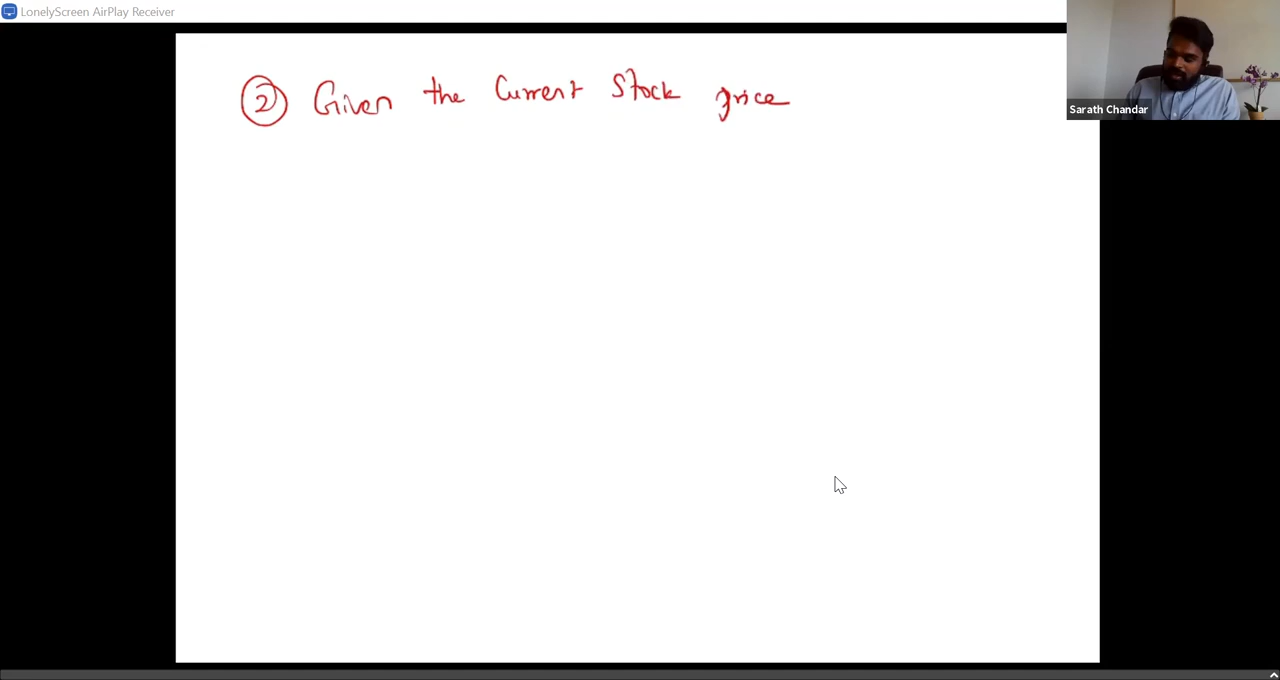 LonelyScreen AirPlay Receiver
② Given the Current Stock price
Sarath Chandar